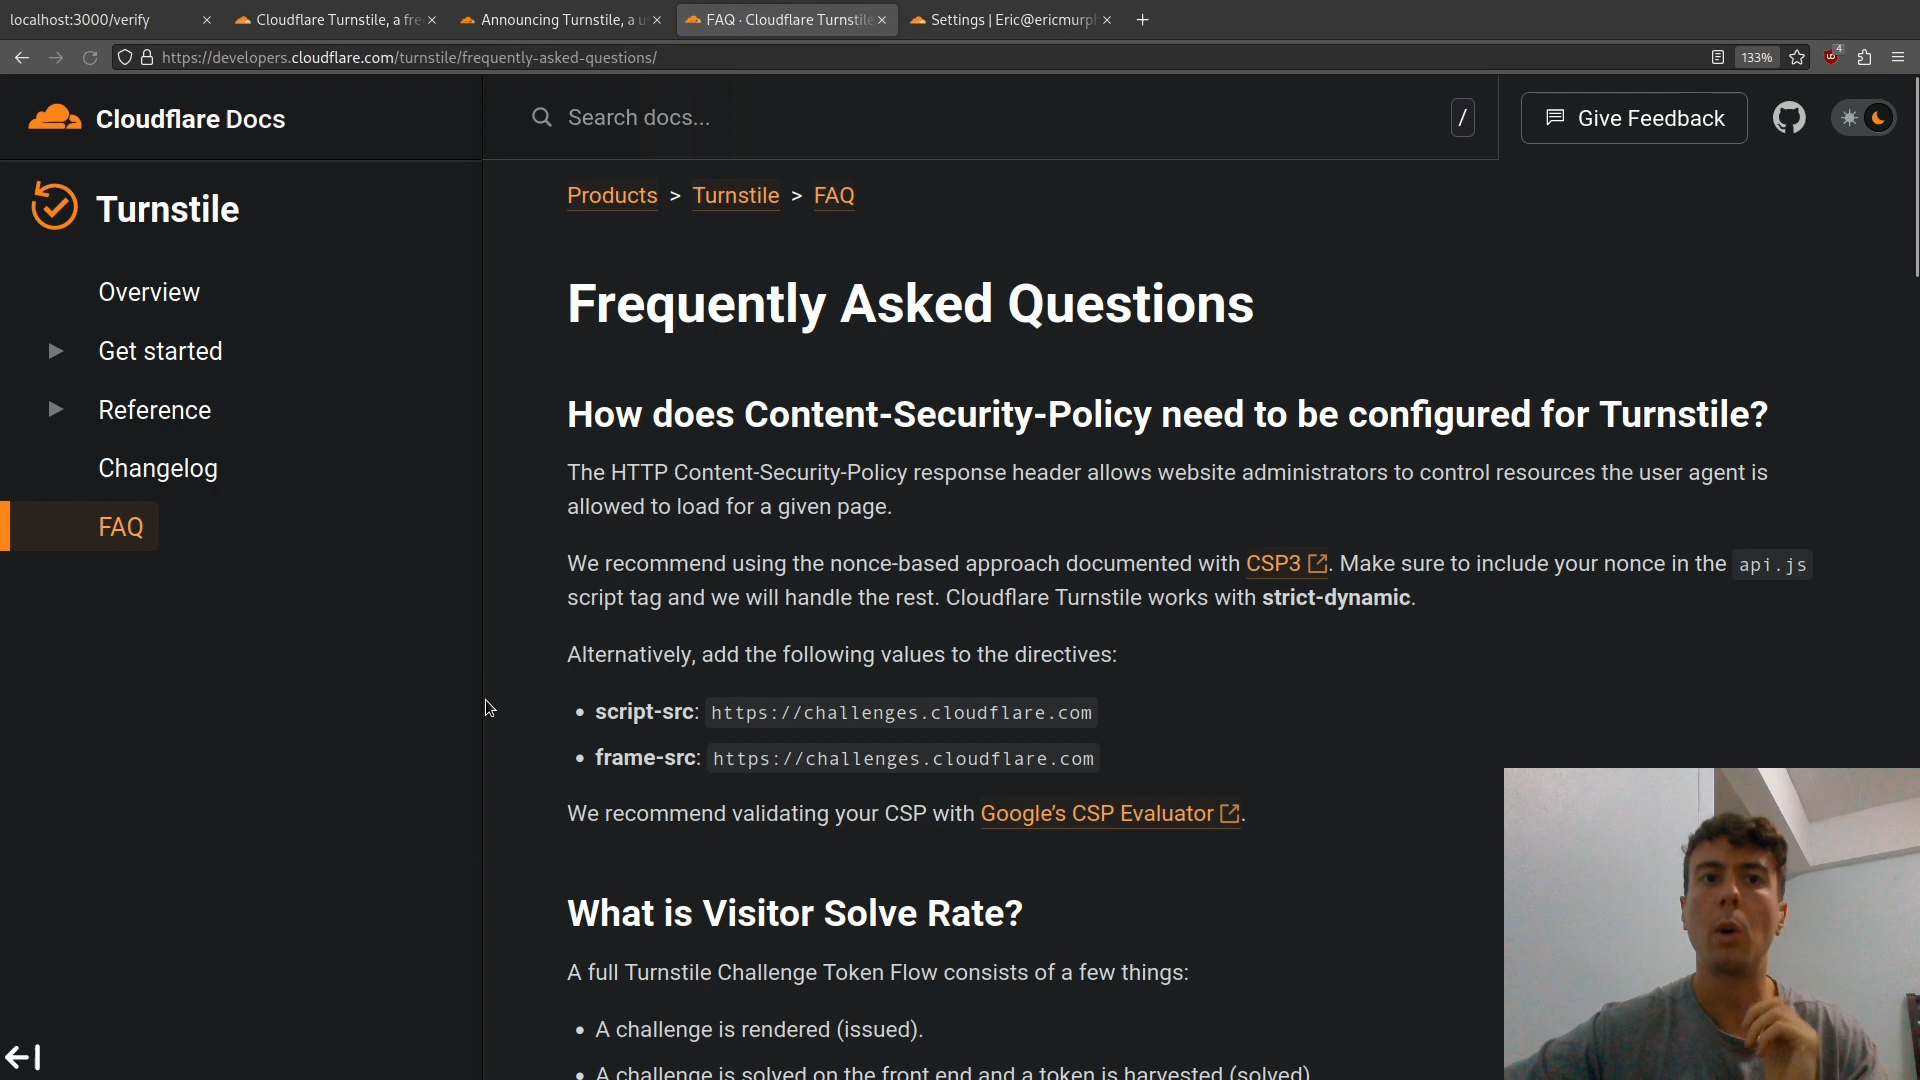 localhost:3000/verify
Cloudflare Turnstile, a fre
Announcing Turnstile, a us
FAQ · Cloudflare Turnstile
Settings | Eric@ericmurph
https://developers.cloudflare.com/turnstile/frequently-asked-questions/
133%
4
Cloudflare Docs
Search docs...
/
Give Feedback
Turnstile
Overview
Get started
Reference
Changelog
FAQ
Products > Turnstile > FAQ
Frequently Asked Questions
How does Content-Security-Policy need to be configured for Turnstile?
The HTTP Content-Security-Policy response header allows website administrators to control resources the user agent is
allowed to load for a given page.
We recommend using the nonce-based approach documented with CSP3. Make sure to include your nonce in the api.js
script tag and we will handle the rest. Cloudflare Turnstile works with strict-dynamic.
Alternatively, add the following values to the directives:
• script-src: https://challenges.cloudflare.com
• frame-src: https://challenges.cloudflare.com
We recommend validating your CSP with Google’s CSP Evaluator.
What is Visitor Solve Rate?
A full Turnstile Challenge Token Flow consists of a few things:
• A challenge is rendered (issued).
• A challenge is solved on the front end and a token is harvested (solved)